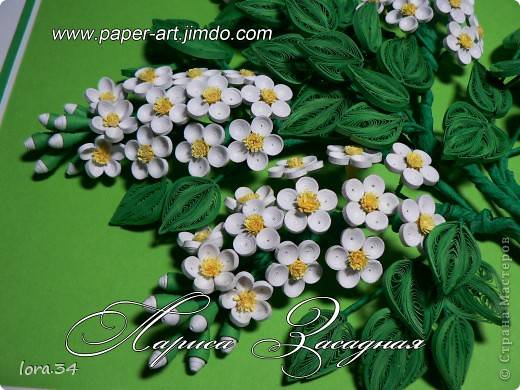 www.paper-art.jimdo.com
Лариса Засадная
lora.34
© Страна Мастеров